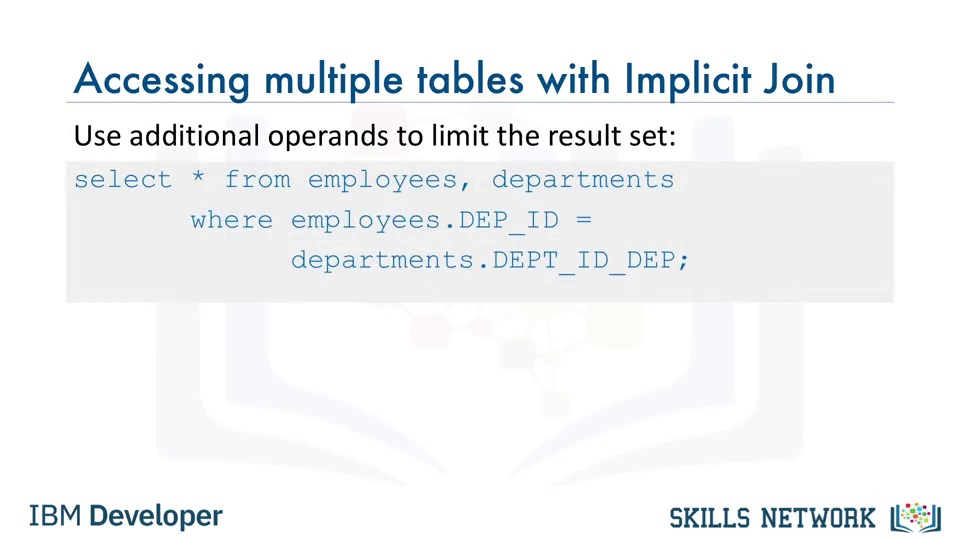 Accessing multiple tables with Implicit Join
Use additional operands to limit the result set:
select * from employees, departments
where employees.DEP_ID =
departments.DEPT_ID_DEP;
IBM Developer
SKILLS NETWORK